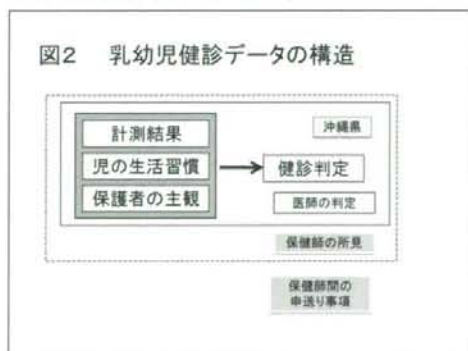 図2 乳幼児健診データの構造
計測結果
児の生活習慣
保護者の主観
沖縄県
健診判定
医師の判定
保健師の所見
保健師間の
申送り事項